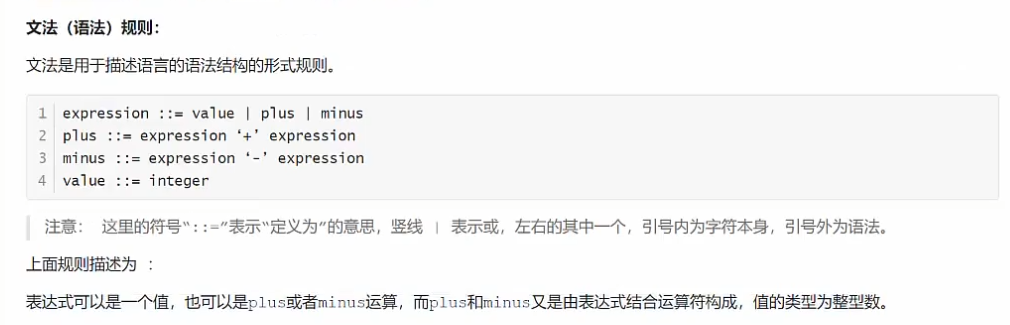 文法（语法）规则：
文法是用于描述语言的语法结构的形式规则。
1 expression ::= value | plus | minus
2 plus ::= expression ‘+’ expression
3 minus ::= expression ‘-’ expression
4 value ::= integer
注意： 这里的符号“::=”表示“定义为”的意思，竖线 | 表示或，左右的其中一个，引号内为字符本身，引号外为语法。
上面规则描述为 ：
表达式可以是一个值，也可以是plus或者minus运算，而plus和minus又是由表达式结合运算符构成，值的类型为整型数。